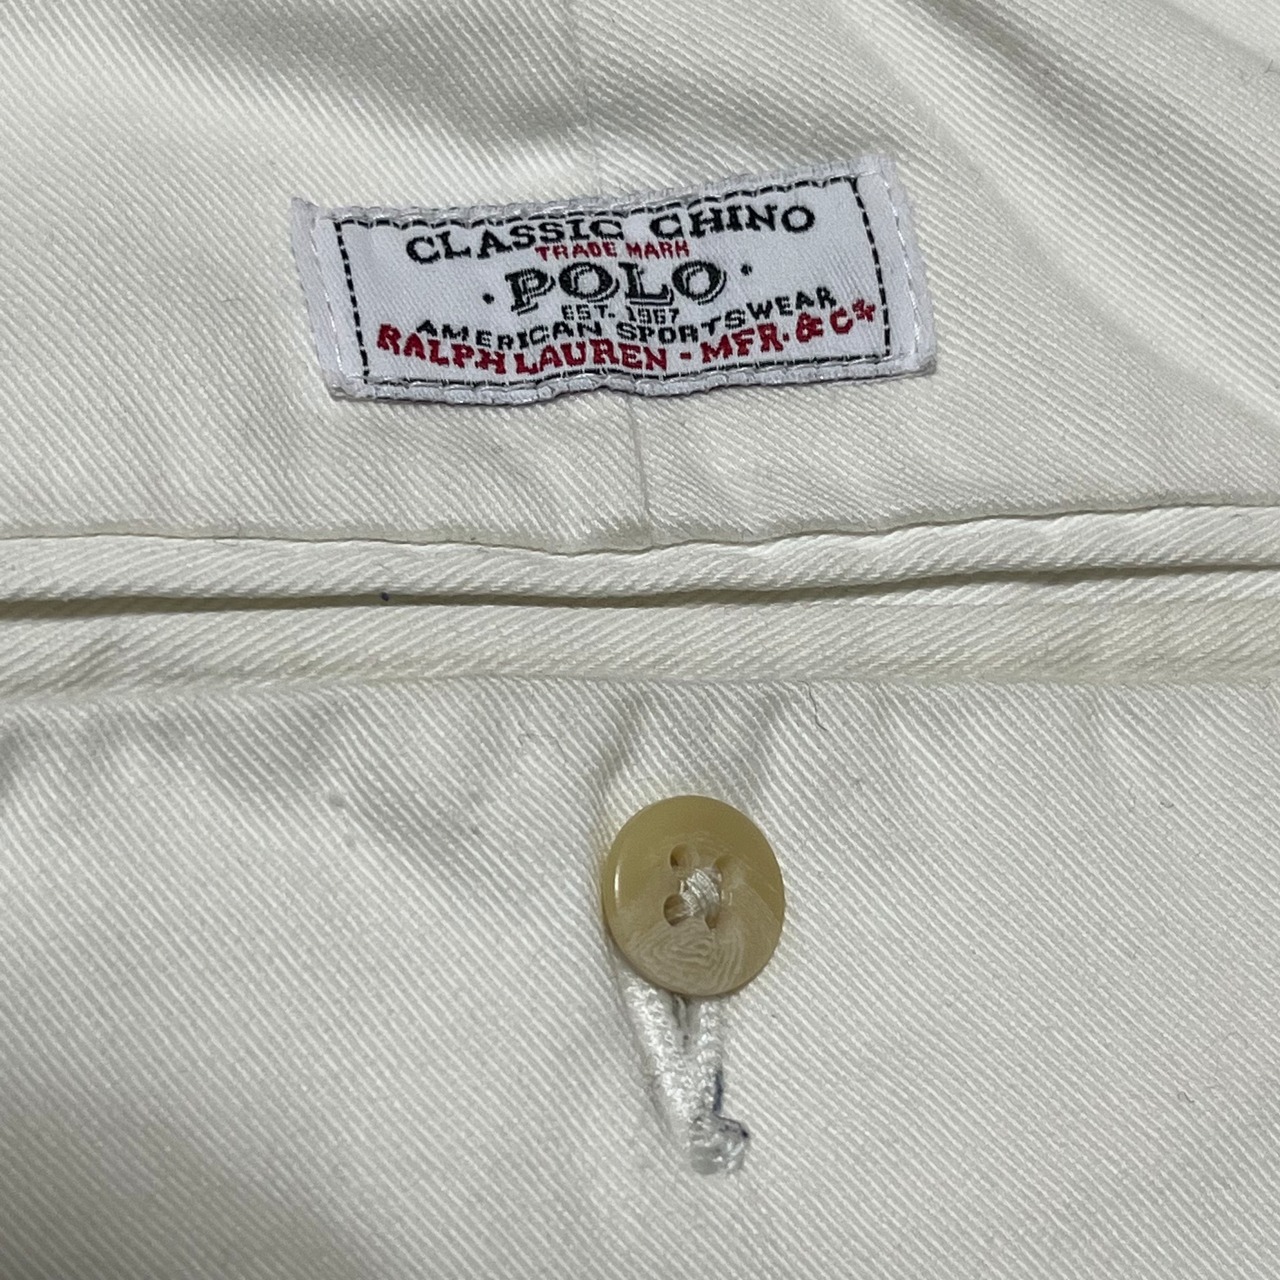 CLASSIC CHINO
TRADE MARK
· POLO ·
EST. 1967
AMERICAN SPORTSWEAR
RALPH LAUREN - MFR. & Co.